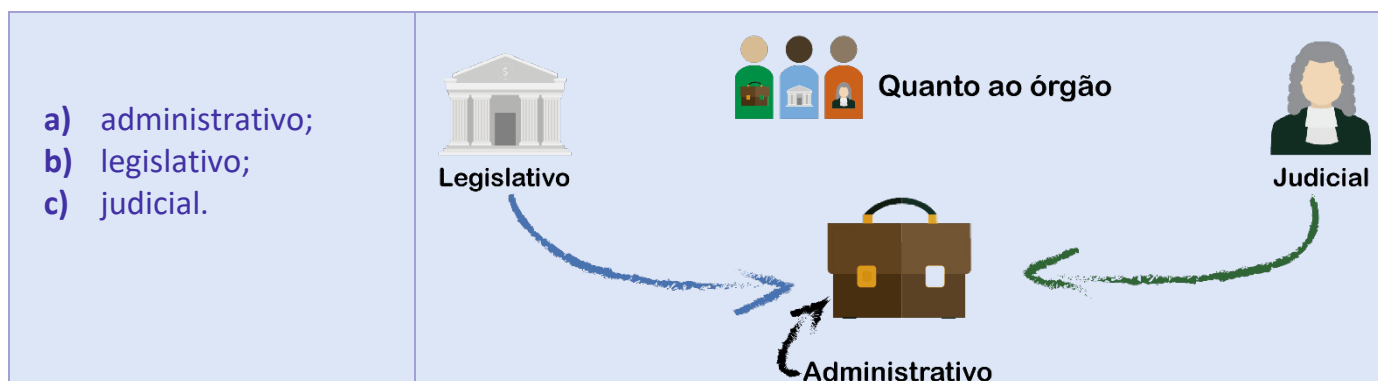 a) administrativo;
b) legislativo;
c) judicial.
Quanto ao órgão
Legislativo
Judicial
Administrativo